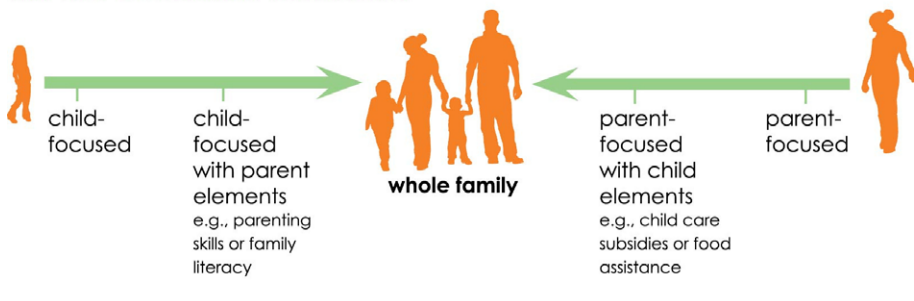 child-
focused
child-
focused
with parent
elements
e.g., parenting
skills or family
literacy
whole family
parent-
focused
with child
elements
e.g., child care
subsidies or food
assistance
parent-
focused